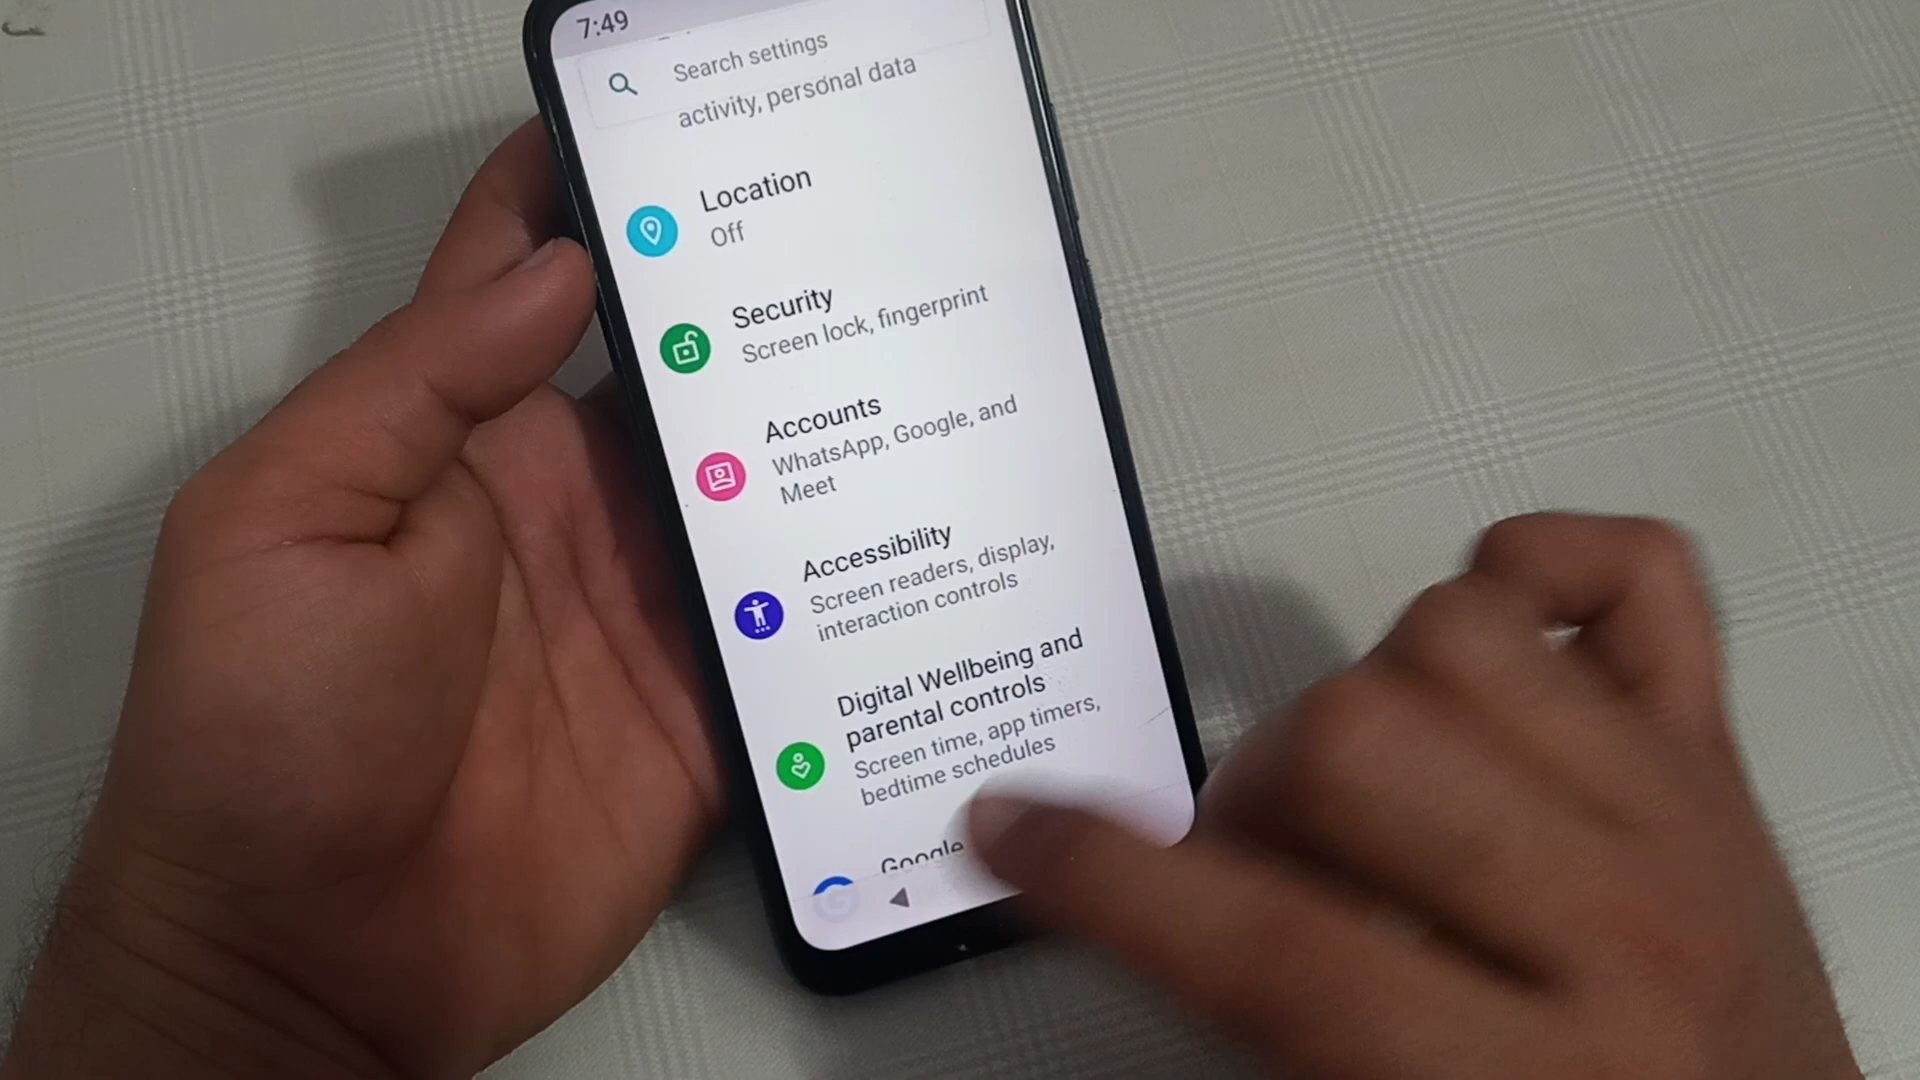 7:49
Search settings
activity, personal data
Location
Off
Security
Screen lock, fingerprint
Accounts
WhatsApp, Google, and
Meet
Accessibility
Screen readers, display,
interaction controls
Digital Wellbeing and
parental controls
Screen time, app timers,
bedtime schedules
Google